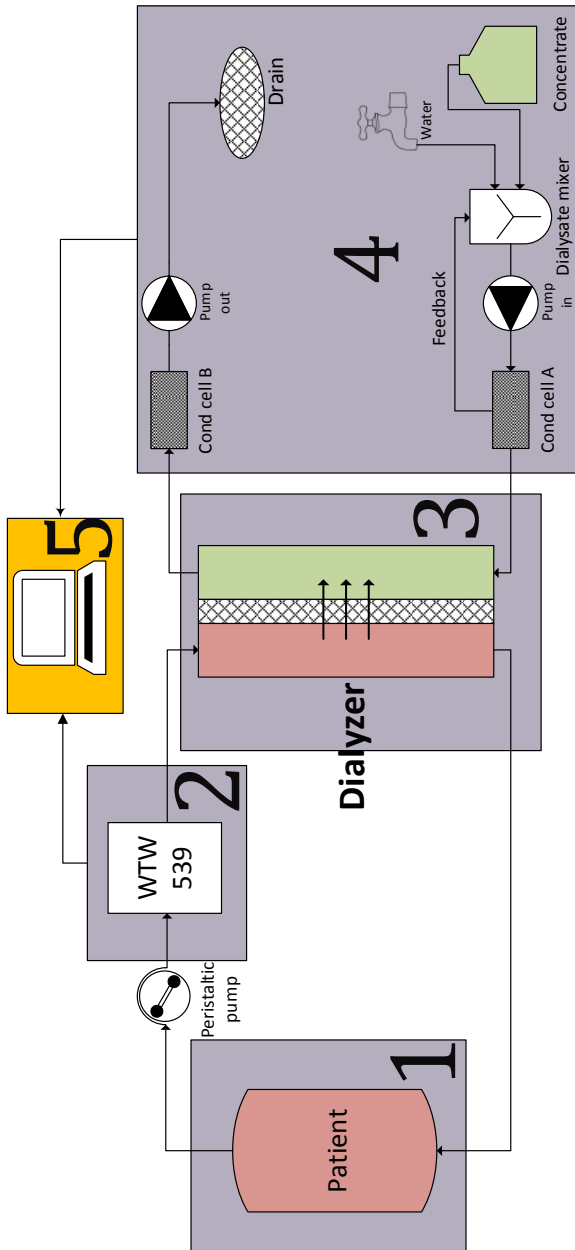 Patient
1
Peristaltic
pump
WTW
539
2
Dialyzer
3
5
Cond cell B
Pump
out
Drain
4
Cond cell A
Feedback
Pump
in
Dialysate mixer
Water
Concentrate